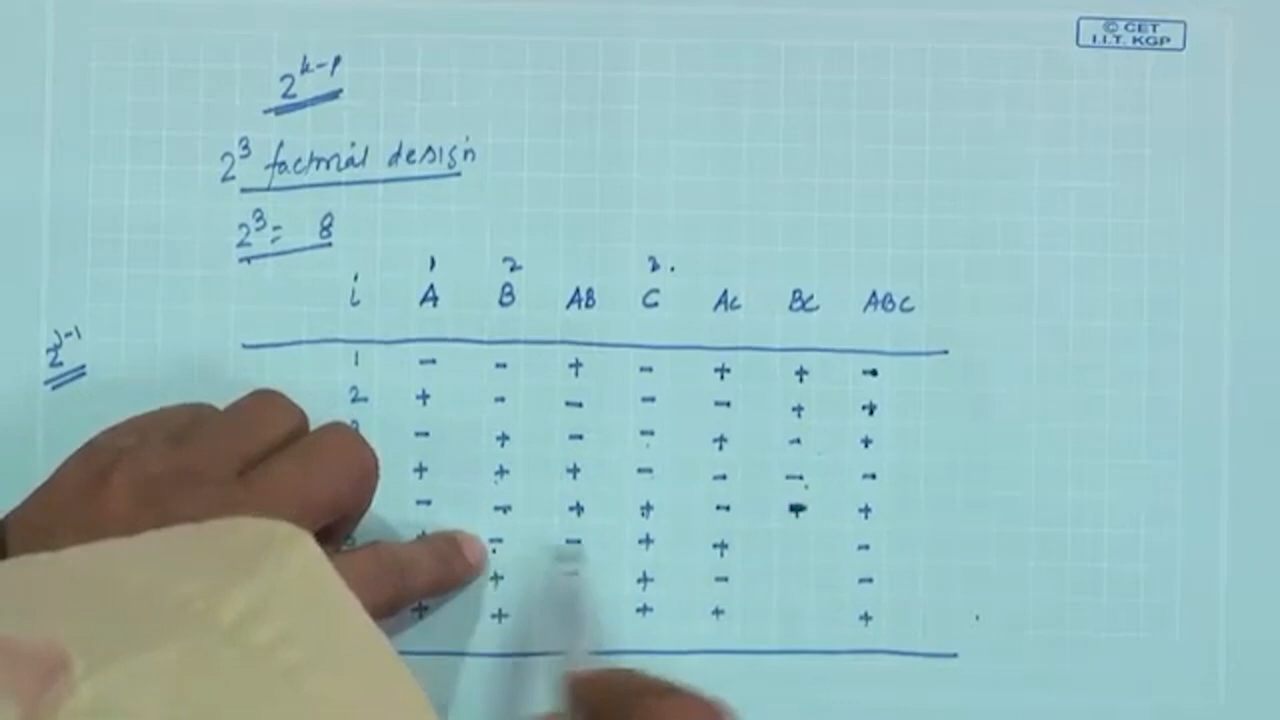 © CET
I.I.T. KGP
2^{k-p}
2^3 factorial design
2^3 = 8
1 2 3.
i A B AB C AC BC ABC
2^{j-1}
1 - - + - + + -
2 + - - - - + +
- + - - + - +
+ + + - - - -
- - + + - + +
- - + + -
+ - + - -
+ + + + +